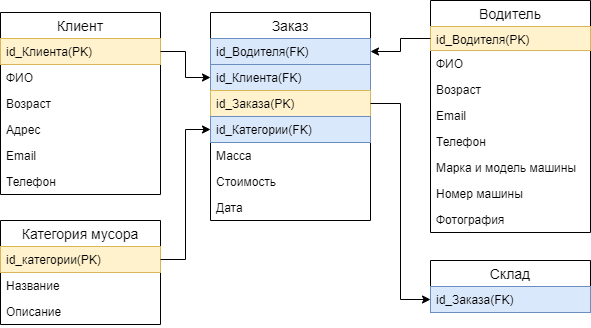 Клиент
id_Клиента(PK)
ФИО
Возраст
Адрес
Email
Телефон
Заказ
id_Водителя(FK)
id_Клиента(FK)
id_Заказа(PK)
id_Категории(FK)
Масса
Стоимость
Дата
Водитель
id_Водителя(PK)
ФИО
Возраст
Email
Телефон
Марка и модель машины
Номер машины
Фотография
Категория мусора
id_категории(PK)
Название
Описание
Склад
id_Заказа(FK)